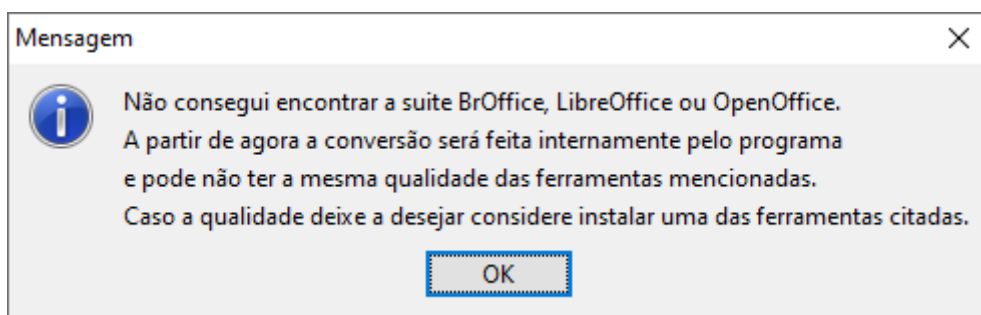 Mensagem
Não consegui encontrar a suite BrOffice, LibreOffice ou OpenOffice.
A partir de agora a conversão será feita internamente pelo programa
e pode não ter a mesma qualidade das ferramentas mencionadas.
Caso a qualidade deixe a desejar considere instalar uma das ferramentas citadas.
OK